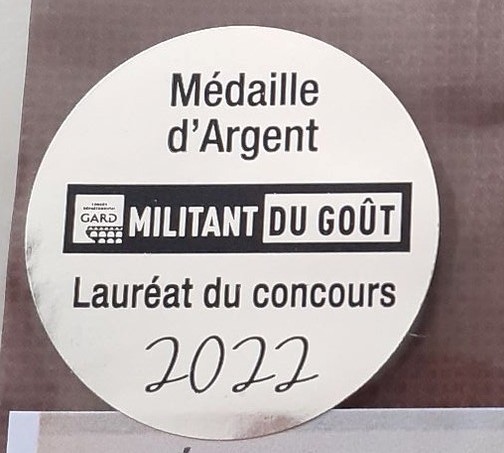 Médaille
d'Argent
GARD
MILITANT DU GOÛT
Lauréat du concours
2022